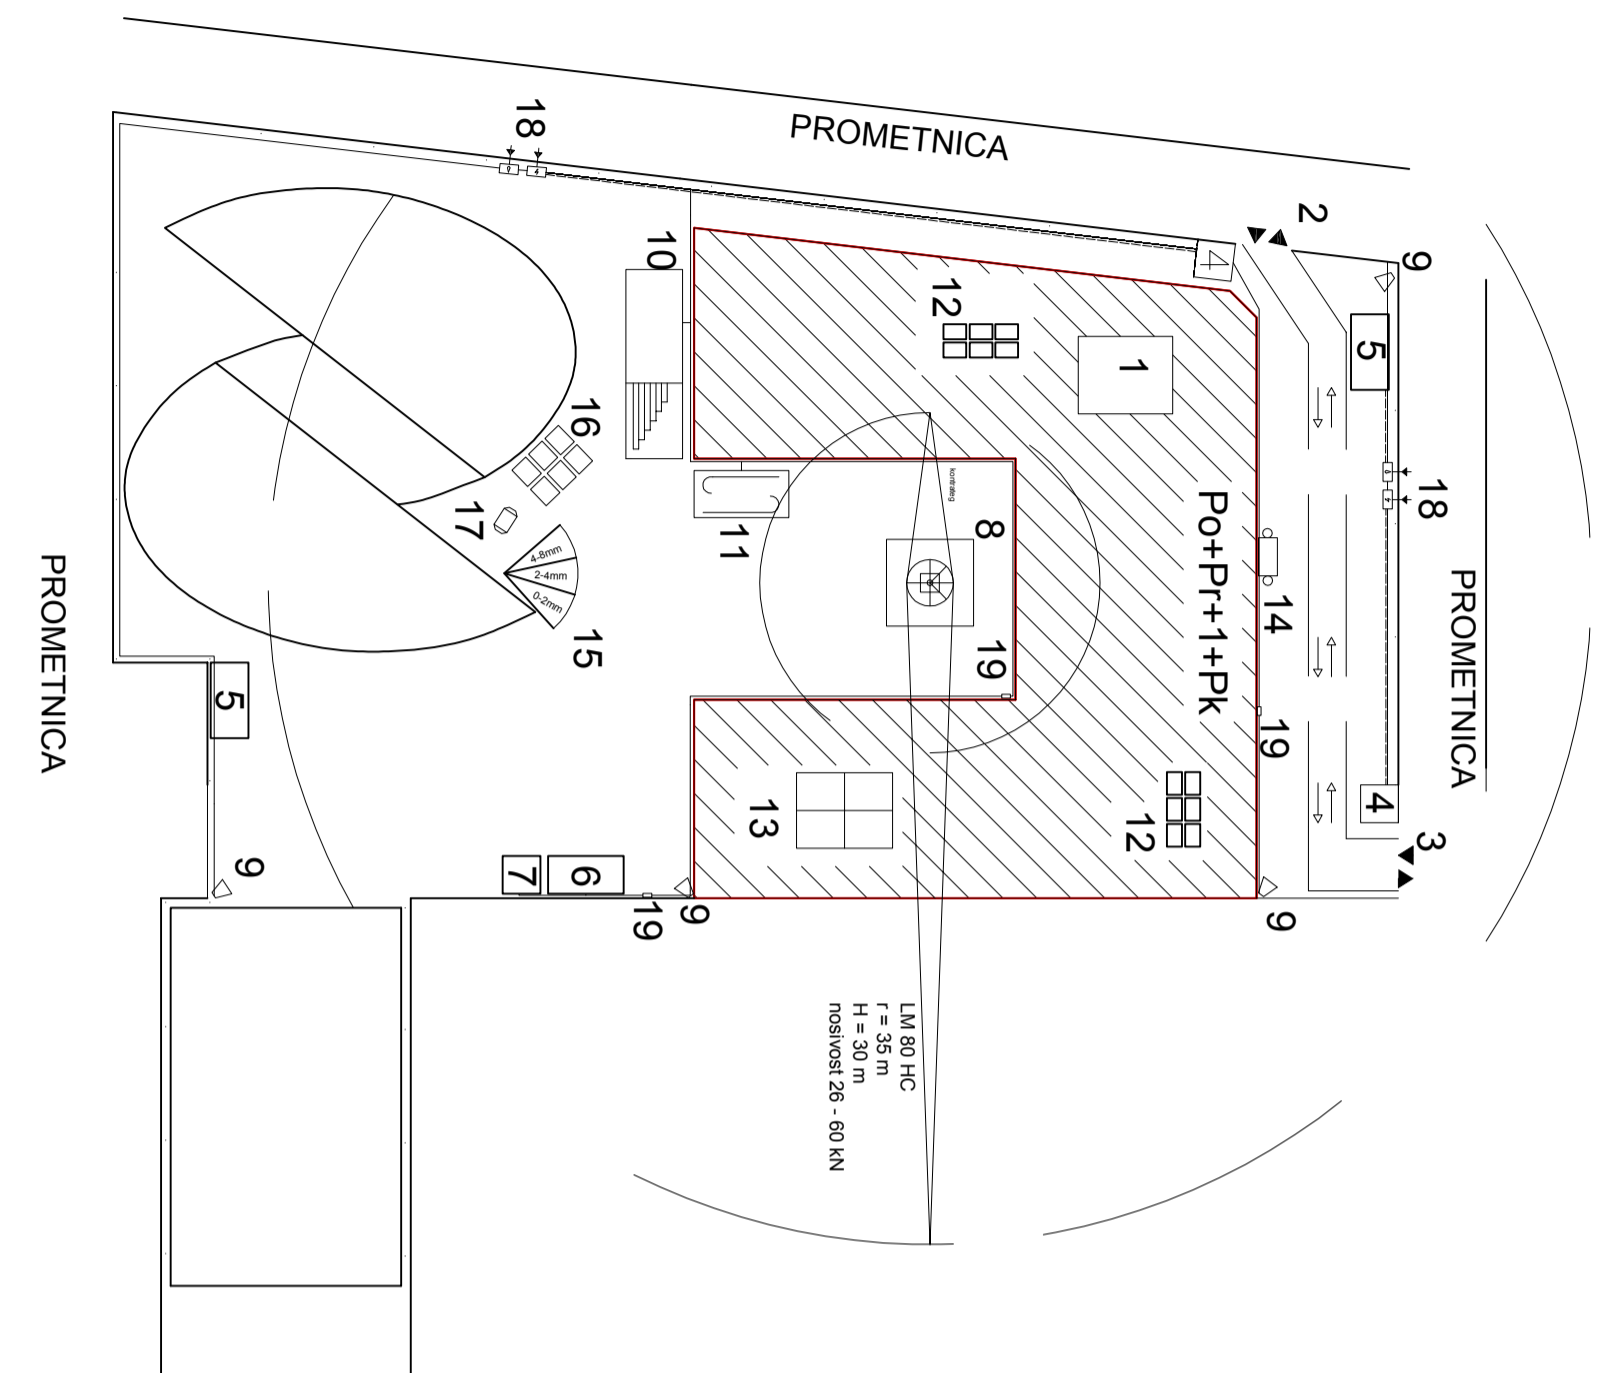 PROMETNICA
18
2
9
10
12
1
5
4
16
17
11
kontrateg
8
Po+Pr+1+Pk
18
PROMETNICA
PROMETNICA
4-8mm
2-4mm
0-2mm
15
14
19
19
5
13
12
4
3
9
7
6
19
9
9
LM 80 HC
r = 35 m
H = 30 m
nosivost 26 - 60 kN